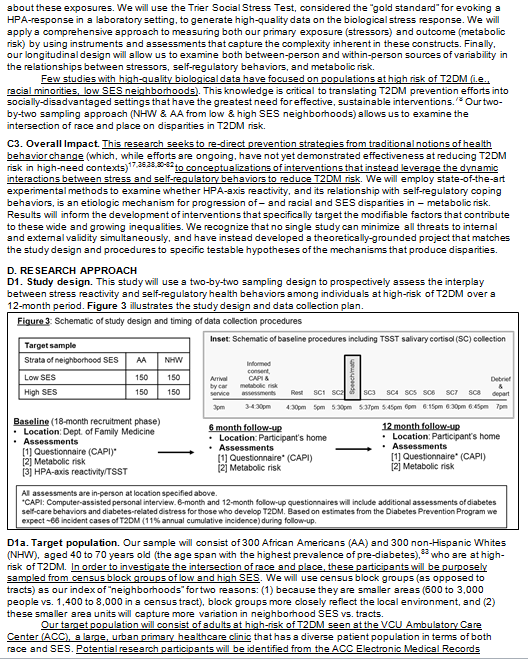 about these exposures. We will use the Trier Social Stress Test, considered the "gold standard" for evoking a
HPA-response in a laboratory setting, to generate high-quality data on the biological stress response. We will
apply a comprehensive approach to measuring both our primary exposure (stressors) and outcome (metabolic
risk) by using instruments and assessments that capture the complexity inherent in these constructs. Finally,
our longitudinal design will allow us to examine both between-person and within-person sources of variability in
the relationships between stressors, self-regulatory behaviors, and metabolic risk.
Few studies with high-quality biological data have focused on populations at high risk of T2DM (i.e.,
racial minorities, low SES neighborhoods). This knowledge is critical to translating T2DM prevention efforts into
socially-disadvantaged settings that have the greatest need for effective, sustainable interventions.79 Our two-
by-two sampling approach (NHW & AA from low & high SES neighborhoods) allows us to examine the
intersection of race and place on disparities in T2DM risk.
C3. Overall Impact. This research seeks to re-direct prevention strategies from traditional notions of health
behavior change (which, while efforts are ongoing, have not yet demonstrated effectiveness at reducing T2DM
risk in high-need contexts)17,36,38,80-82 to conceptualizations of interventions that instead leverage the dynamic
interactions between stress and self-regulatory behaviors to reduce T2DM risk. We will employ state-of-the-art
experimental methods to examine whether HPA-axis reactivity, and its relationship with self-regulatory coping
behaviors, is an etiologic mechanism for progression of – and racial and SES disparities in – metabolic risk.
Results will inform the development of interventions that specifically target the modifiable factors that contribute
to these wide and growing inequalities. We recognize that no single study can minimize all threats to internal
and external validity simultaneously, and have instead developed a theoretically-grounded project that matches
the study design and procedures to specific testable hypotheses of the mechanisms that produce disparities.
D. RESEARCH APPROACH
D1. Study design. This study will use a two-by-two sampling design to prospectively assess the interplay
between stress reactivity and self-regulatory health behaviors among individuals at high-risk of T2DM over a
12-month period. Figure 3 illustrates the study design and data collection plan.
Figure 3: Schematic of study design and timing of data collection procedures
Target sample
Strata of neighborhood SES AA NHW
Low SES 150 150
High SES 150 150
Inset: Schematic of baseline procedures including TSST salivary cortisol (SC) collection
Arrival by car service
Informed consent, CAPI & metabolic risk assessments
Rest SC1 SC2 Speech/math SC3 SC4 SC5 SC6 SC7 SC8
Debrief & depart
3pm 3-4:30pm 4:30pm 5pm 5:30pm 5:37pm 5:45pm 6pm 6:15pm 6:30pm 6:45pm 7pm
Baseline (18-month recruitment phase)
• Location: Dept. of Family Medicine
• Assessments
[1] Questionnaire (CAPI)*
[2] Metabolic risk
[3] HPA-axis reactivity/TSST
6 month follow-up
• Location: Participant's home
• Assessments
[1] Questionnaire* (CAPI)
[2] Metabolic risk
12 month follow-up
• Location: Participant's home
• Assessments
[1] Questionnaire* (CAPI)
[2] Metabolic risk
All assessments are in-person at location specified above.
*CAPI: Computer-assisted personal interview. 6-month and 12-month follow-up questionnaires will include additional assessments of diabetes
self-care behaviors and diabetes-related distress for those who develop T2DM. Based on estimates from the Diabetes Prevention Program we
expect ~66 incident cases of T2DM (11% annual cumulative incidence) during follow-up.
D1a. Target population. Our sample will consist of 300 African Americans (AA) and 300 non-Hispanic Whites
(NHW), aged 40 to 70 years old (the age span with the highest prevalence of pre-diabetes),83 who are at high-
risk of T2DM. In order to investigate the intersection of race and place, these participants will be purposely
sampled from census block groups of low and high SES. We will use census block groups (as opposed to
tracts) as our index of "neighborhoods" for two reasons: (1) because they are smaller areas (600 to 3,000
people vs. 1,400 to 8,000 in a census tract), block groups more closely reflect the local environment, and (2)
these smaller area units will capture more variation in neighborhood SES vs. tracts.
Our target population will consist of adults at high-risk of T2DM seen at the VCU Ambulatory Care
Center (ACC), a large, urban primary healthcare clinic that has a diverse patient population in terms of both
race and SES. Potential research participants will be identified from the ACC Electronic Medical Records